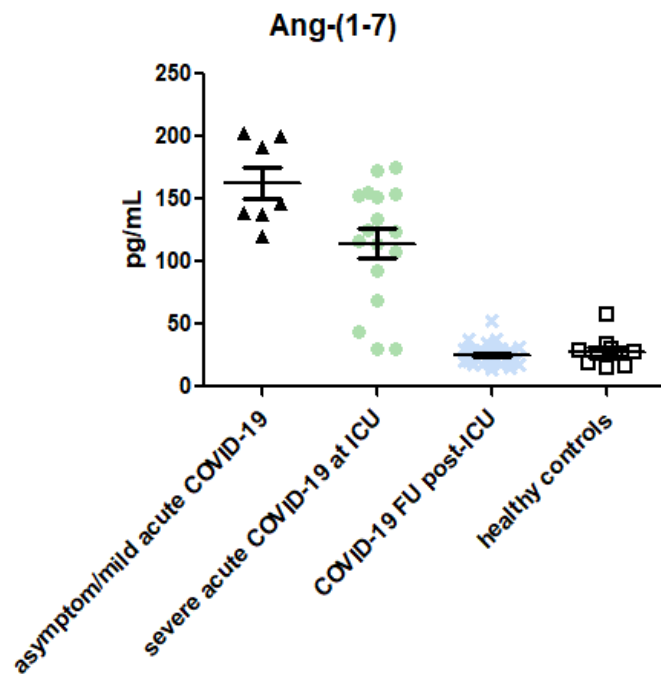 Ang-(1-7)
pg/mL
250
200
150
100
50
0
asymptom/mild acute COVID-19
severe acute COVID-19 at ICU
COVID-19 FU post-ICU
healthy controls